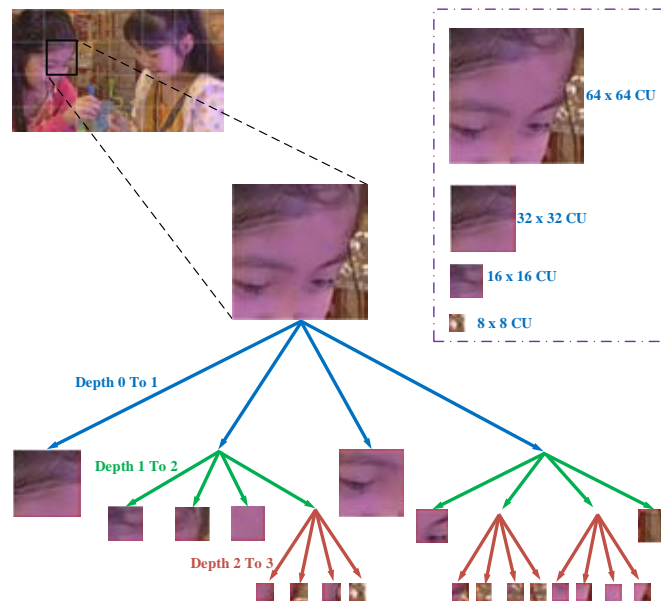 64 x 64 CU
32 x 32 CU
16 x 16 CU
8 x 8 CU
Depth 0 To 1
Depth 1 To 2
Depth 2 To 3